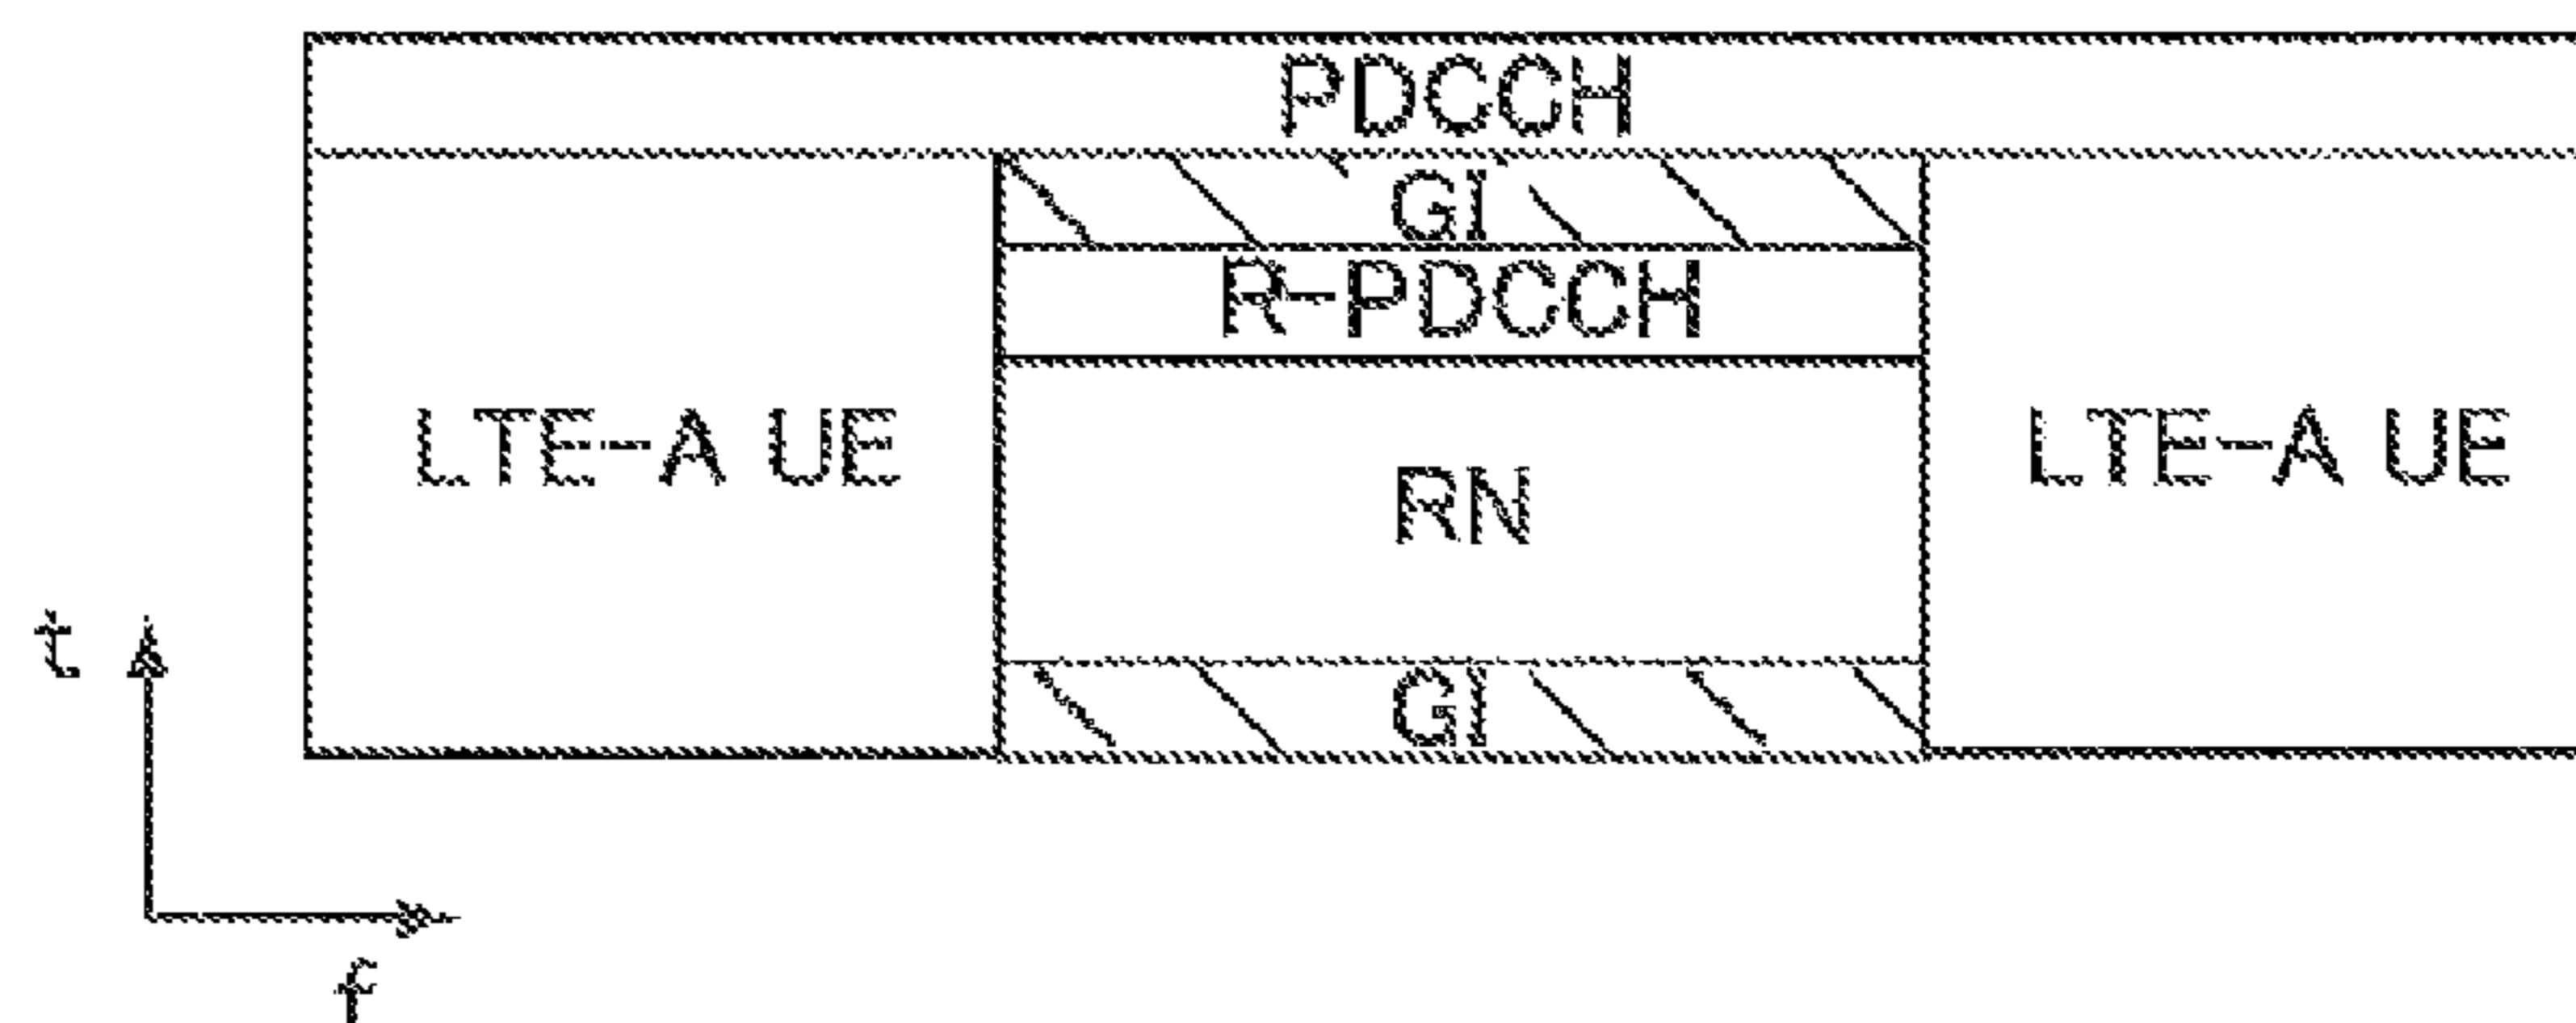 PDCCH
GI
R-PDCCH
LTE-A UE
RN
LTE-A UE
GI
t
f